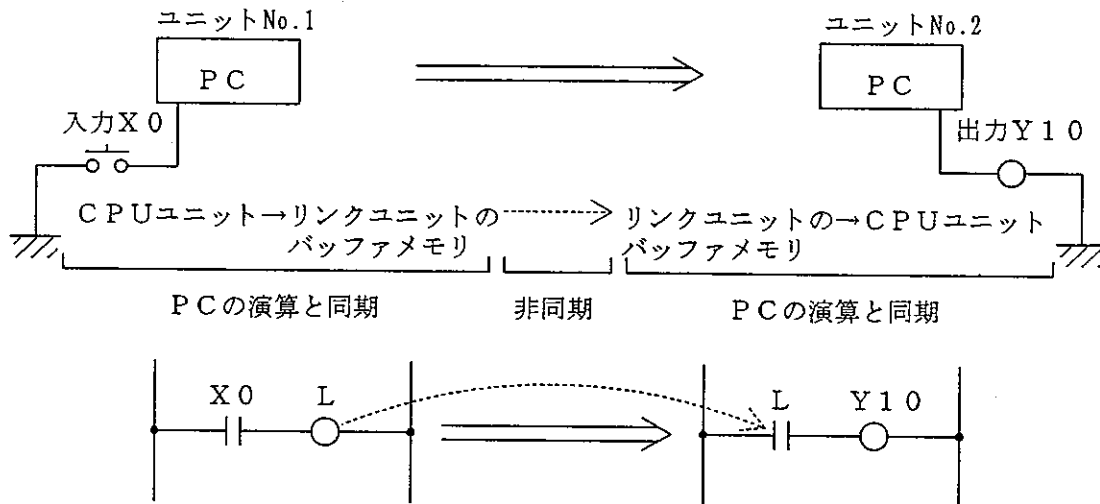 ユニットNo.1
ユニットNo.2
PC
PC
入力X0
出力Y10
CPUユニット→リンクユニットの
バッファメモリ
リンクユニットの→CPUユニット
バッファメモリ
PCの演算と同期
非同期
PCの演算と同期
X0
L
L
Y10